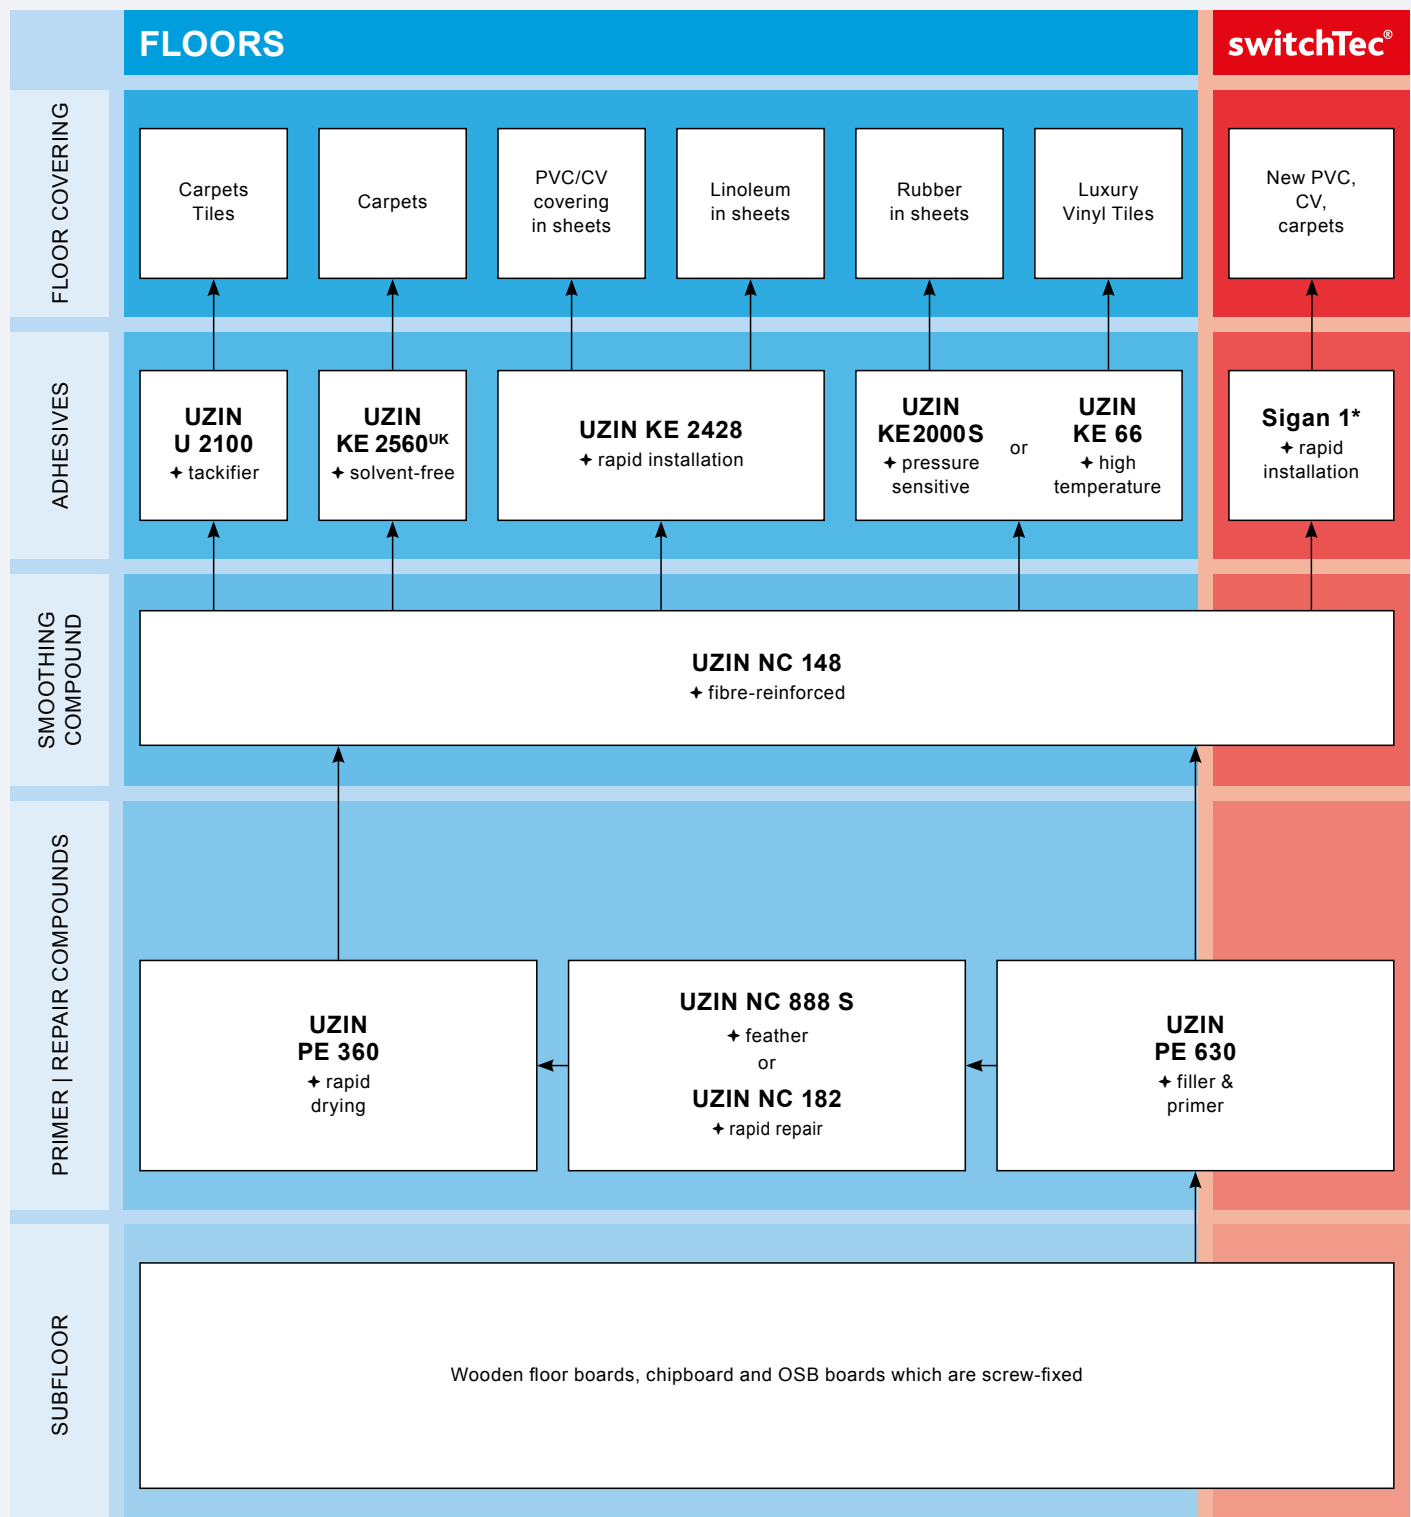 FLOORS
switchTec®
FLOOR COVERING
Carpets
Tiles
Carpets
PVC/CV
covering
in sheets
Linoleum
in sheets
Rubber
in sheets
Luxury
Vinyl Tiles
New PVC,
CV,
carpets
ADHESIVES
UZIN
U 2100
✦ tackifier
UZIN
KE 2560UK
✦ solvent-free
UZIN KE 2428
✦ rapid installation
UZIN
KE2000S
✦ pressure
sensitive
or
UZIN
KE 66
✦ high
temperature
Sigan 1*
✦ rapid
installation
SMOOTHING
COMPOUND
UZIN NC 148
✦ fibre-reinforced
PRIMER | REPAIR COMPOUNDS
UZIN
PE 360
✦ rapid
drying
UZIN NC 888 S
✦ feather
or
UZIN NC 182
✦ rapid repair
UZIN
PE 630
✦ filler &
primer
SUBFLOOR
Wooden floor boards, chipboard and OSB boards which are screw-fixed